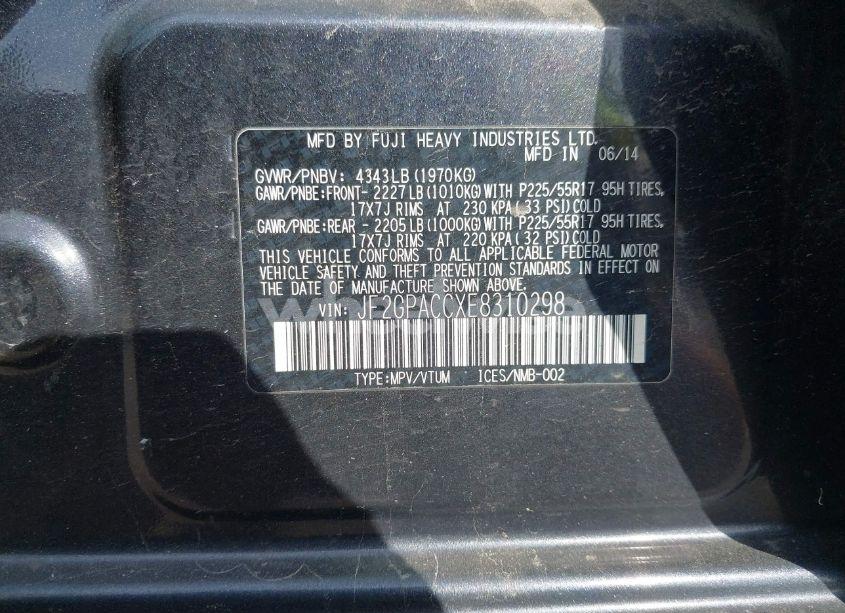 MFD BY FUJI HEAVY INDUSTRIES LTD.
MFD IN 06/14
GVWR/PNBV: 4343LB (1970KG)
GAWR/PNBE:FRONT- 2227LB(1010KG)WITH P225/55R17 95H TIRES,
17X7J RIMS AT 230 KPA(33 PSI)COLD
GAWR/PNBE:REAR - 2205LB(1000KG)WITH P225/55R17 95H TIRES,
17X7J RIMS AT 220 KPA(32 PSI)COLD
THIS VEHICLE CONFORMS TO ALL APPLICABLE FEDERAL MOTOR
VEHICLE SAFETY AND THEFT PREVENTION STANDARDS IN EFFECT ON
THE DATE OF MANUFACTURE SHOWN ABOVE.
VIN: JF2GPACCXE8310298
TYPE:MPV/VTUM ICES/NMB-002